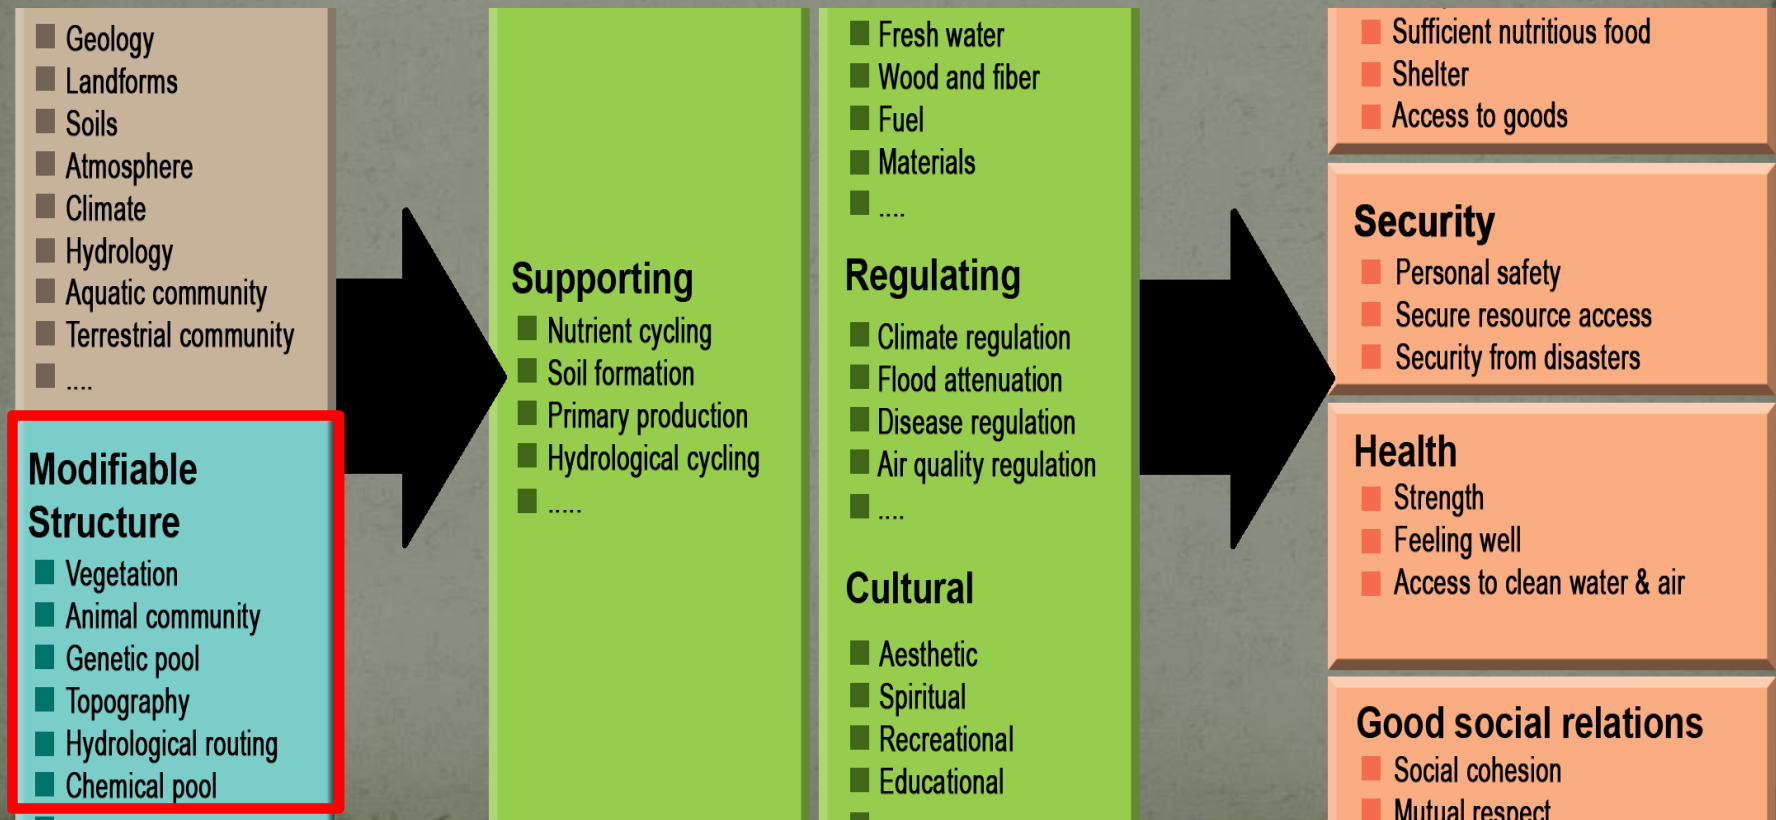 Geology
Landforms
Soils
Atmosphere
Climate
Hydrology
Aquatic community
Terrestrial community
....
Modifiable
Structure
Vegetation
Animal community
Genetic pool
Topography
Hydrological routing
Chemical pool
Supporting
Nutrient cycling
Soil formation
Primary production
Hydrological cycling
.....
Fresh water
Wood and fiber
Fuel
Materials
....
Regulating
Climate regulation
Flood attenuation
Disease regulation
Air quality regulation
....
Cultural
Aesthetic
Spiritual
Recreational
Educational
Sufficient nutritious food
Shelter
Access to goods
Security
Personal safety
Secure resource access
Security from disasters
Health
Strength
Feeling well
Access to clean water & air
Good social relations
Social cohesion
Mutual respect